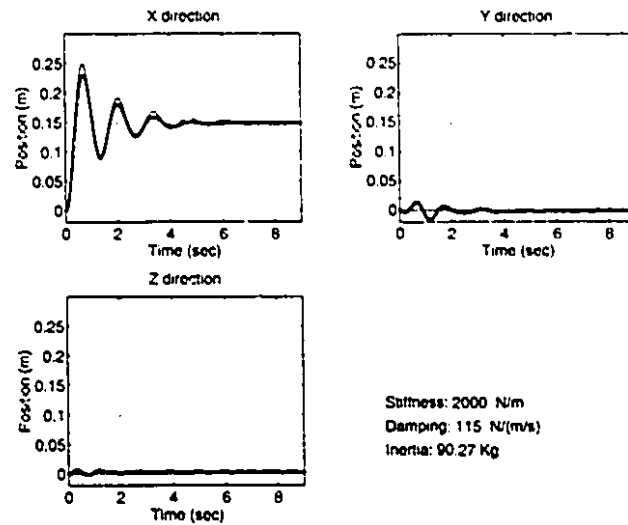 X direction
0.25
0.2
0.15
0.1
0.05
0
Position (m)
0 2 4 6 8
Time (sec)
Y direction
0.25
0.2
0.15
0.1
0.05
0
Position (m)
0 2 4 6 8
Time (sec)
Z direction
0.25
0.2
0.15
0.1
0.05
0
Position (m)
0 2 4 6 8
Time (sec)
Stiffness: 2000 N/m
Damping: 115 N/(m/s)
Inertia: 90.27 Kg